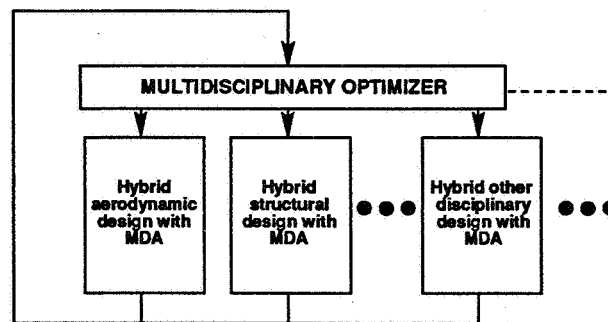 MULTIDISCIPLINARY OPTIMIZER
Hybrid
aerodynamic
design with
MDA
Hybrid
structural
design with
MDA
Hybrid other
disciplinary
design with
MDA